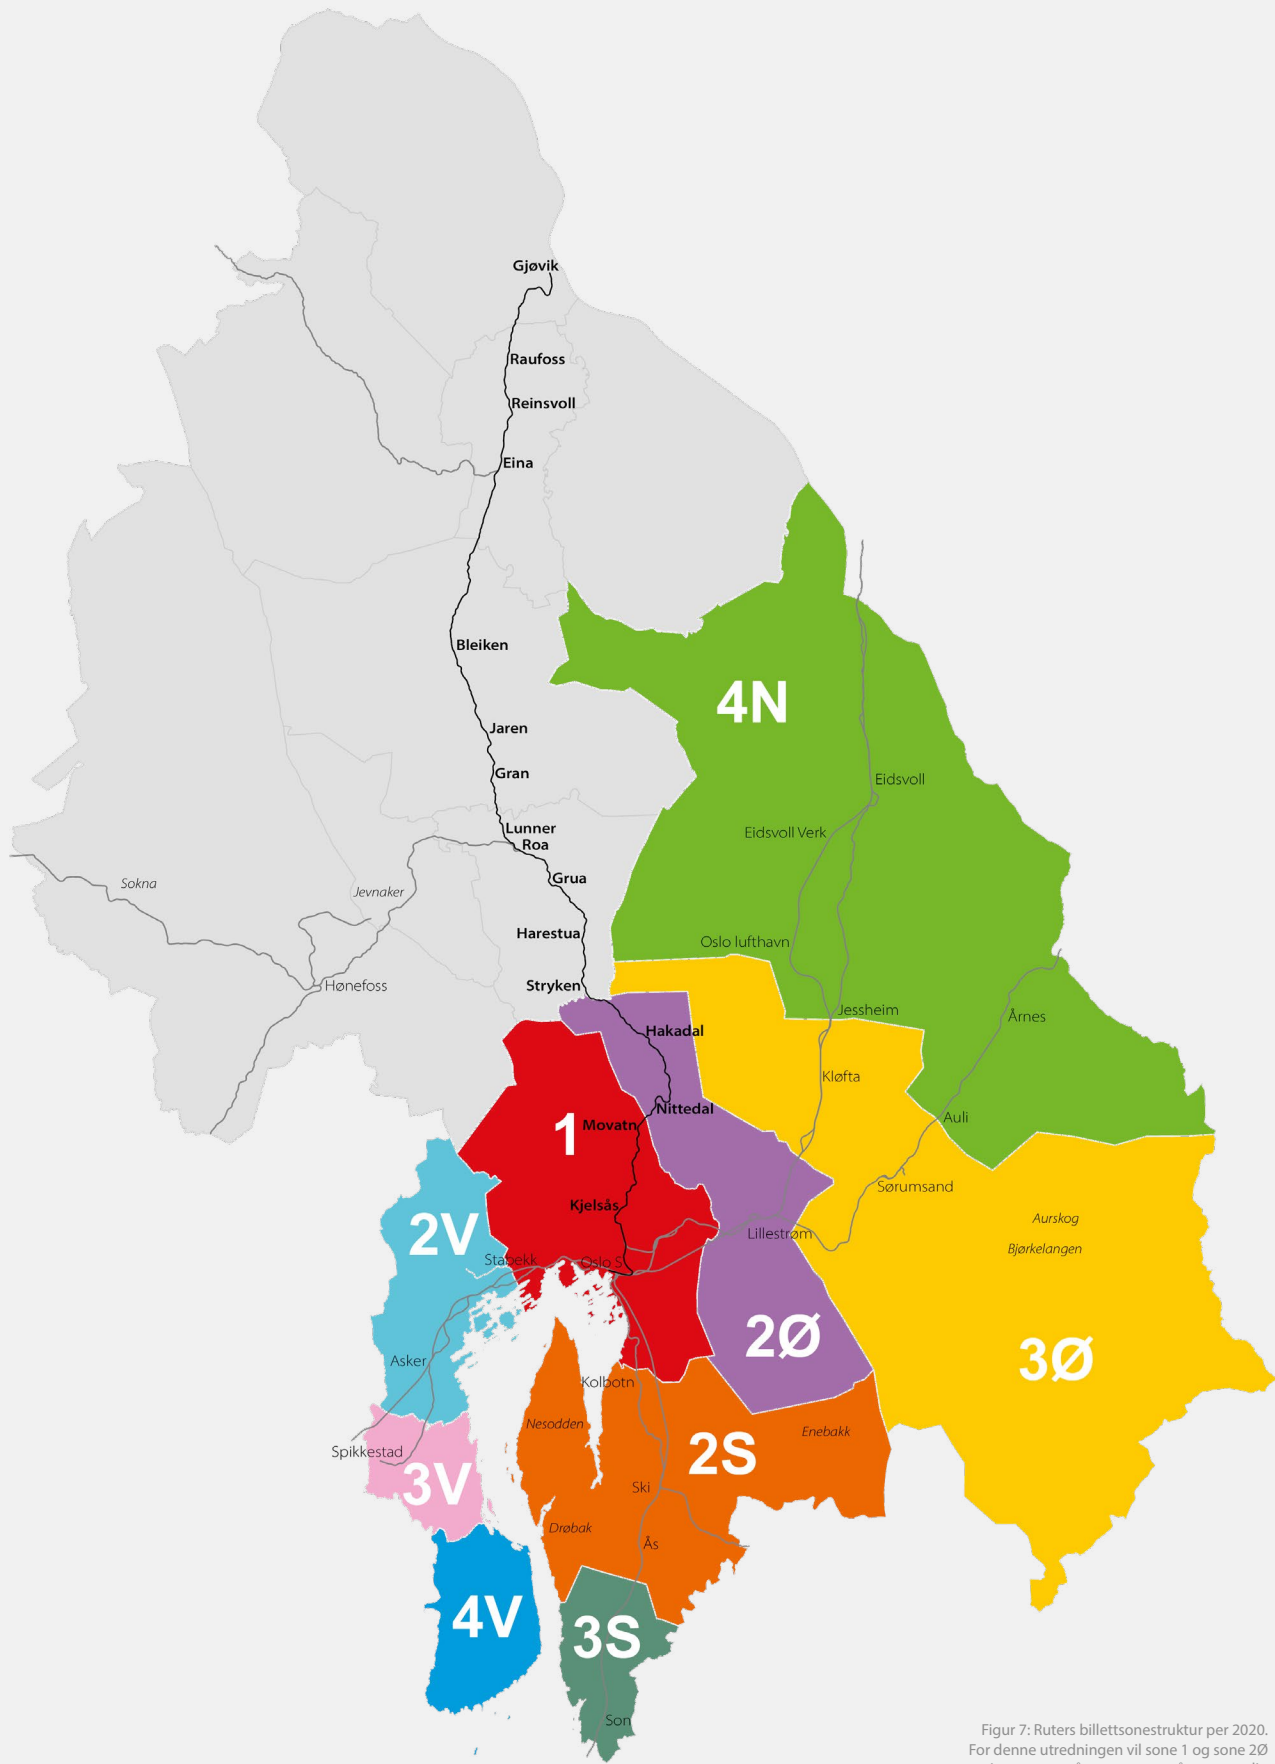 Gjøvik
Raufoss
Reinsvoll
Eina
Bleiken
4N
Jaren
Gran
Eidsvoll
Lunner
Roa
Eidsvoll Verk
Grua
Sokna
Jevnaker
Harestua
Oslo lufthavn
Stryken
Hønefoss
Jessheim
Årnes
Hakadal
Kløfta
Nittedal
Auli
1
Movatn
Sørumsand
Kjelsås
Aurskog
2V
Lillestrøm
Bjørkelangen
Stabekk
Oslo S
2Ø
3Ø
Asker
Kolbotn
Nesodden
Enebakk
Spikkestad
2S
3V
Ski
Drøbak
Ås
4V
3S
Son
Figur 7: Ruters billettsonestruktur per 2020.
For denne utredningen vil sone 1 og sone 2Ø